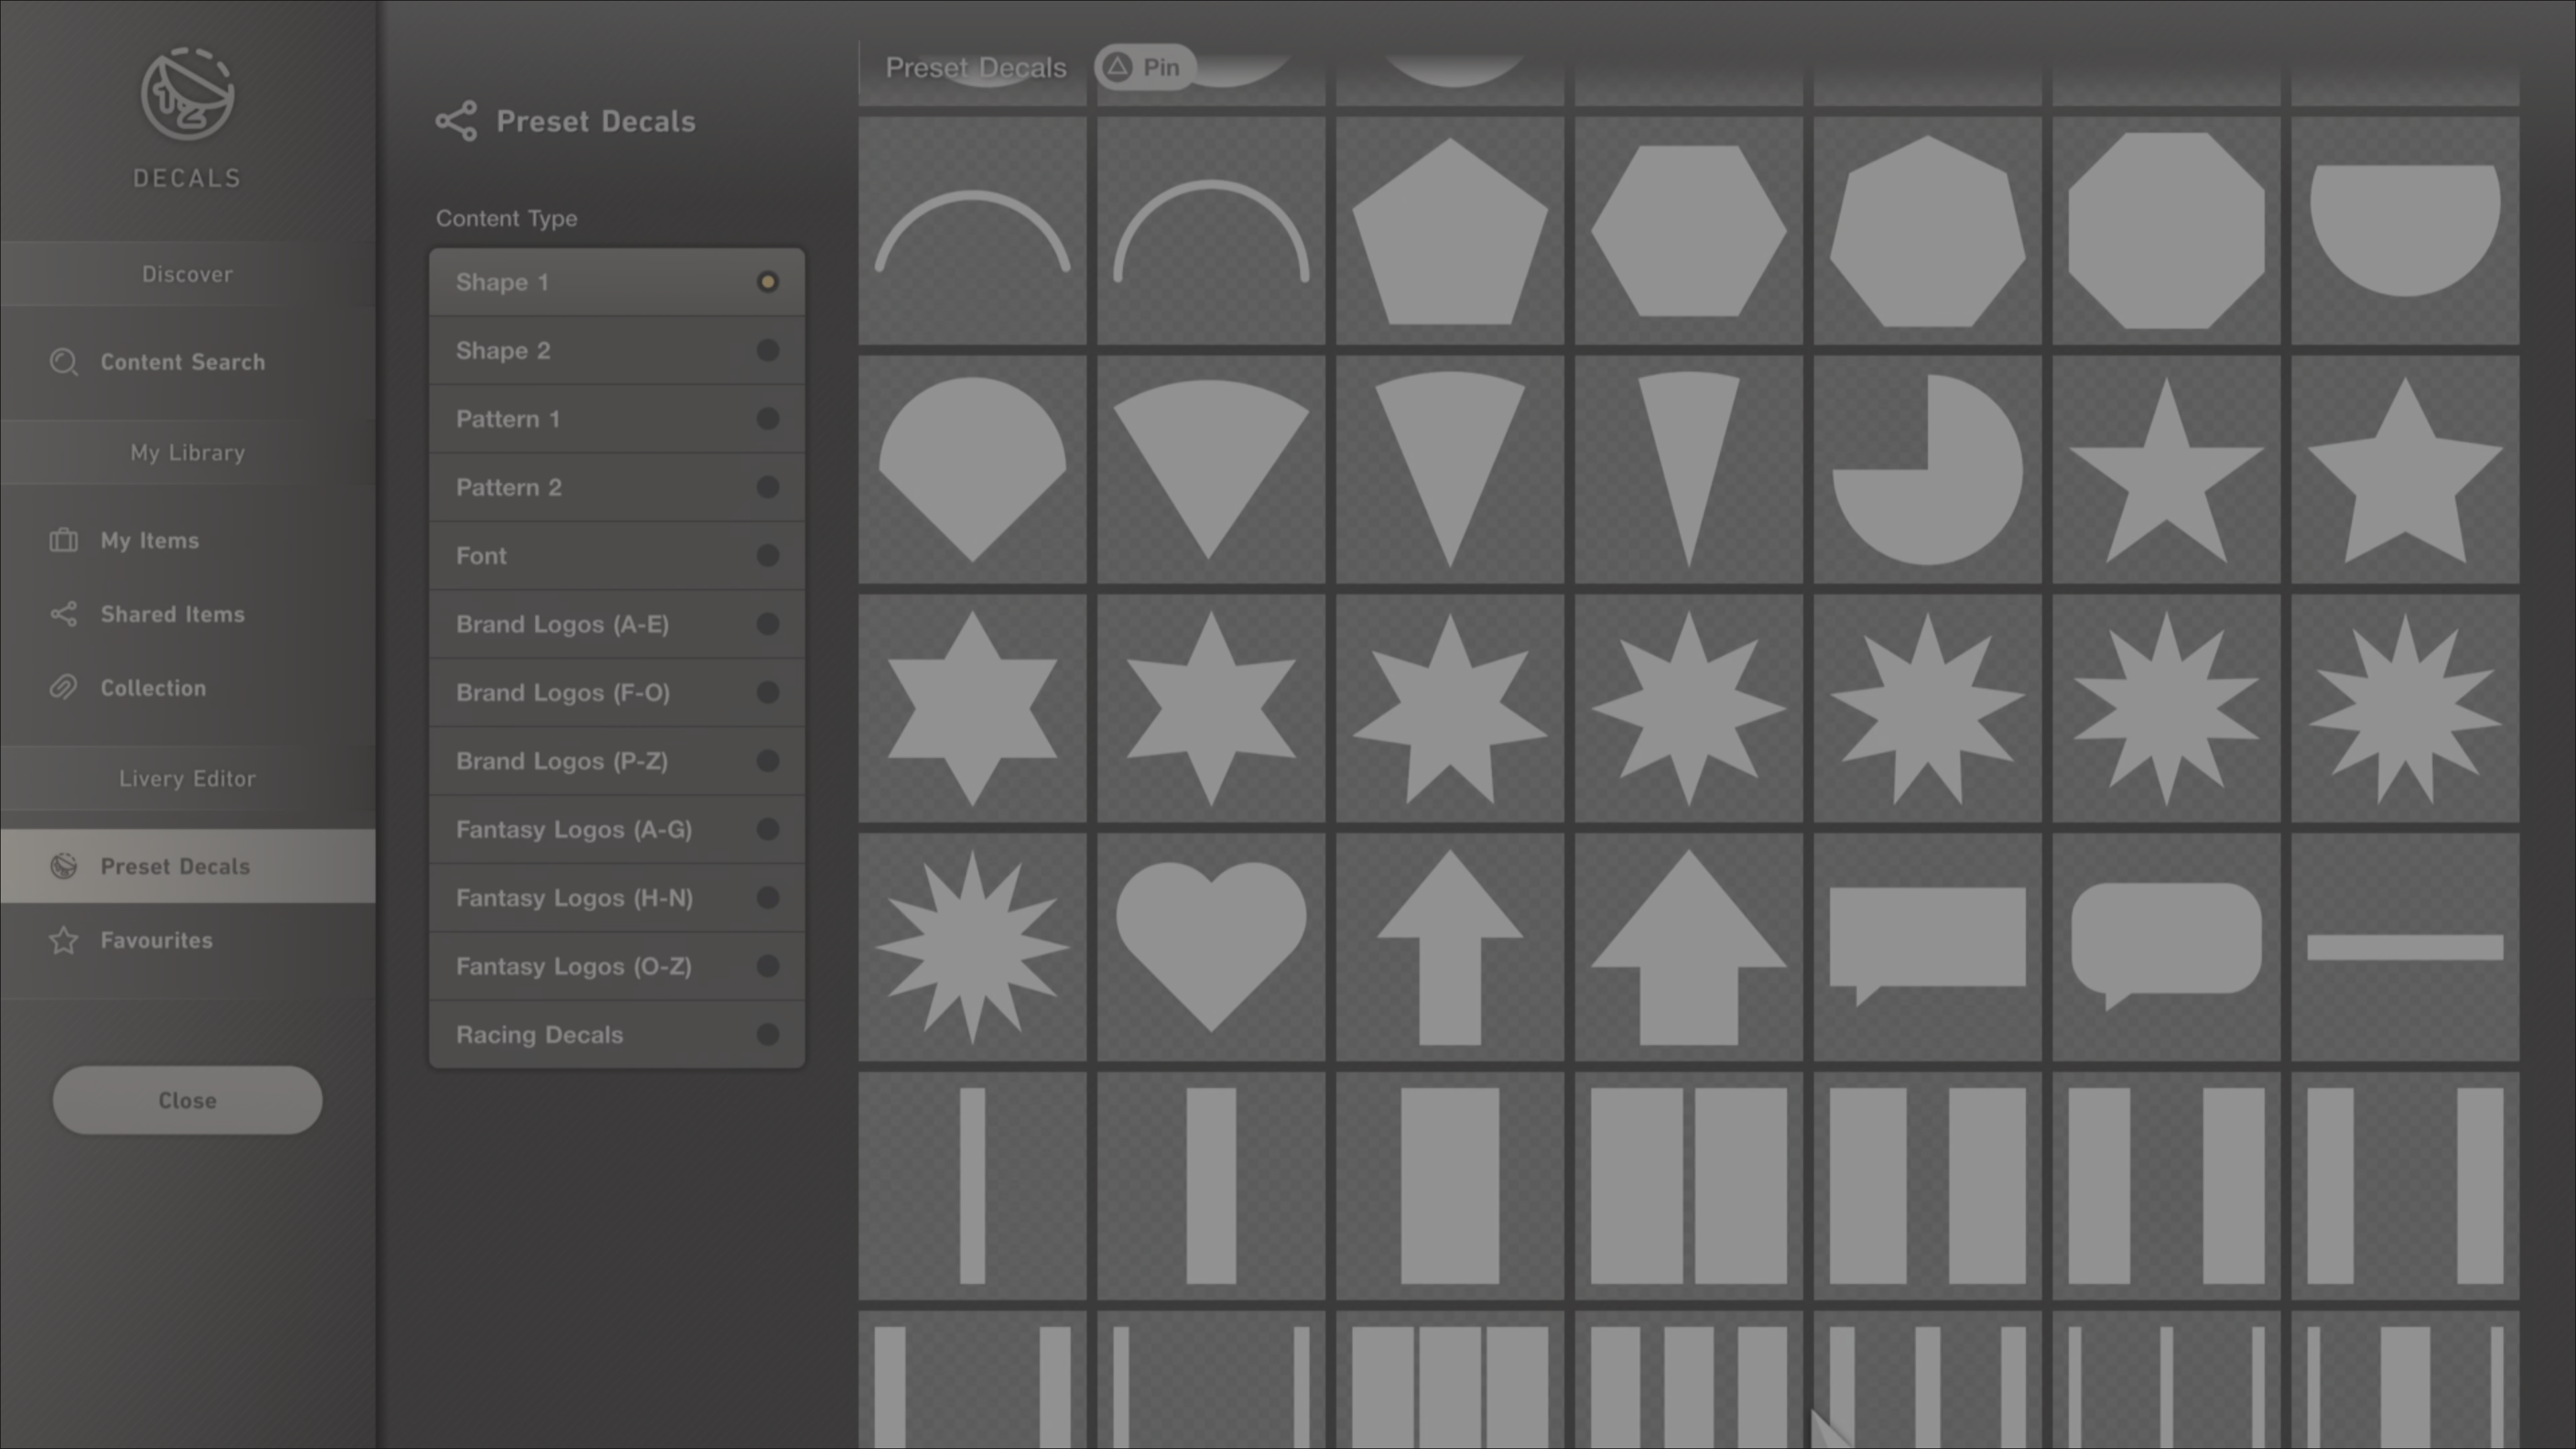 DECALS
Discover
Content Search
My Library
My Items
Shared Items
Collection
Livery Editor
Preset Decals
Favourites
Close
Preset Decals
Content Type
Shape 1
Shape 2
Pattern 1
Pattern 2
Font
Brand Logos (A-E)
Brand Logos (F-O)
Brand Logos (P-Z)
Fantasy Logos (A-G)
Fantasy Logos (H-N)
Fantasy Logos (O-Z)
Racing Decals
Preset Decals Pin